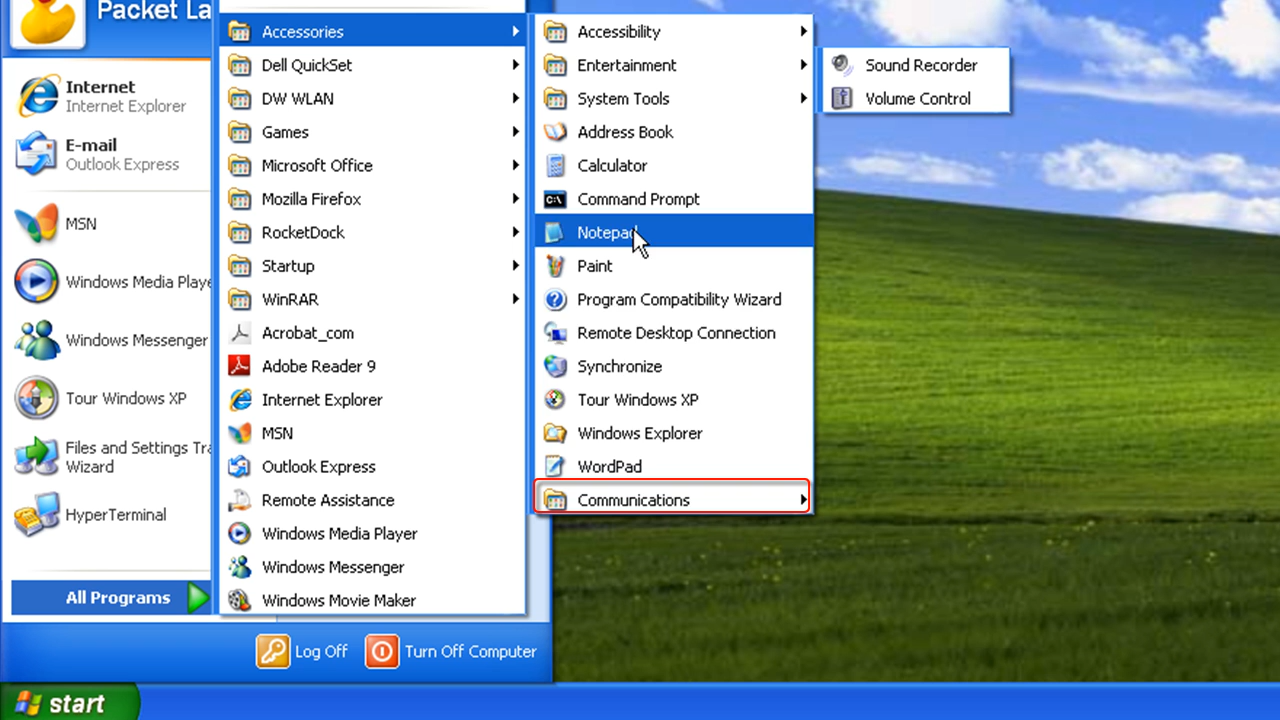 Packet La
Internet
Internet Explorer
E-mail
Outlook Express
MSN
Windows Media Playe
Windows Messenger
Tour Windows XP
Files and Settings Tra
Wizard
HyperTerminal
All Programs
Accessories
Dell QuickSet
DW WLAN
Games
Microsoft Office
Mozilla Firefox
RocketDock
Startup
WinRAR
Acrobat_com
Adobe Reader 9
Internet Explorer
MSN
Outlook Express
Remote Assistance
Windows Media Player
Windows Messenger
Windows Movie Maker
Accessibility
Entertainment
System Tools
Address Book
Calculator
C:\
Command Prompt
Notepad
Paint
Program Compatibility Wizard
Remote Desktop Connection
Synchronize
Tour Windows XP
Windows Explorer
WordPad
Communications
Sound Recorder
Volume Control
Log Off
Turn Off Computer
start